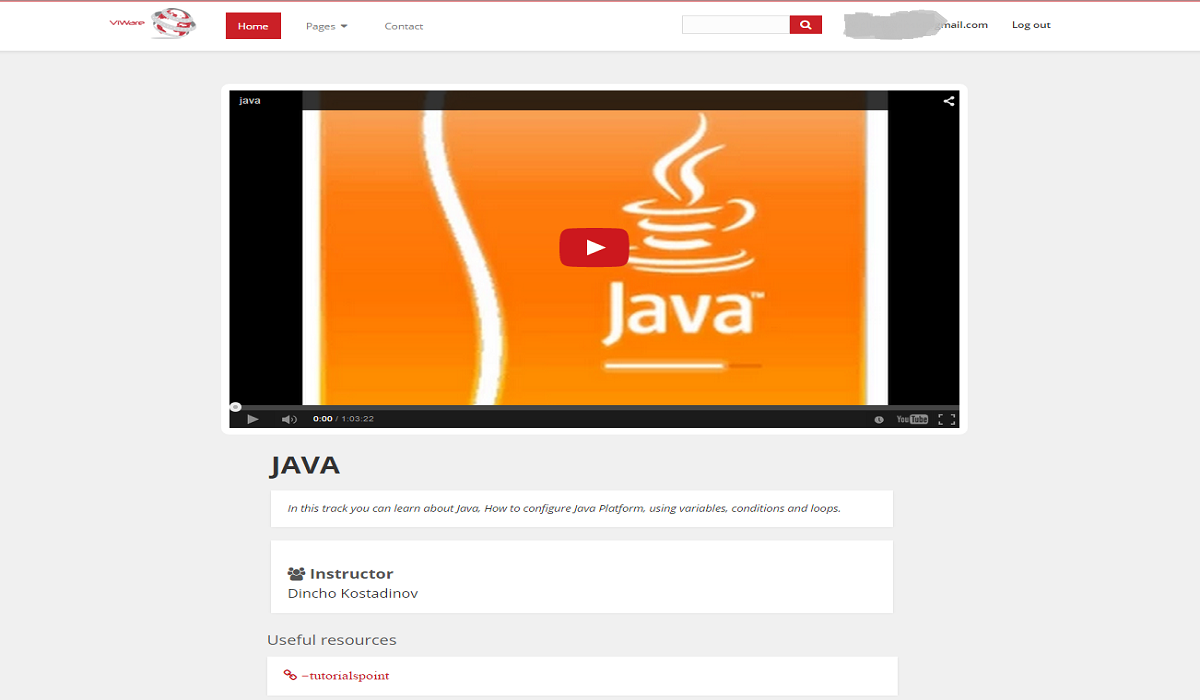 ViWare
Home
Pages
Contact
mail.com
Log out
java
Java™
0:00 / 1:03:22
YouTube
JAVA
In this track you can learn about Java, How to configure Java Platform, using variables, conditions and loops.
Instructor
Dincho Kostadinov
Useful resources
–tutorialspoint